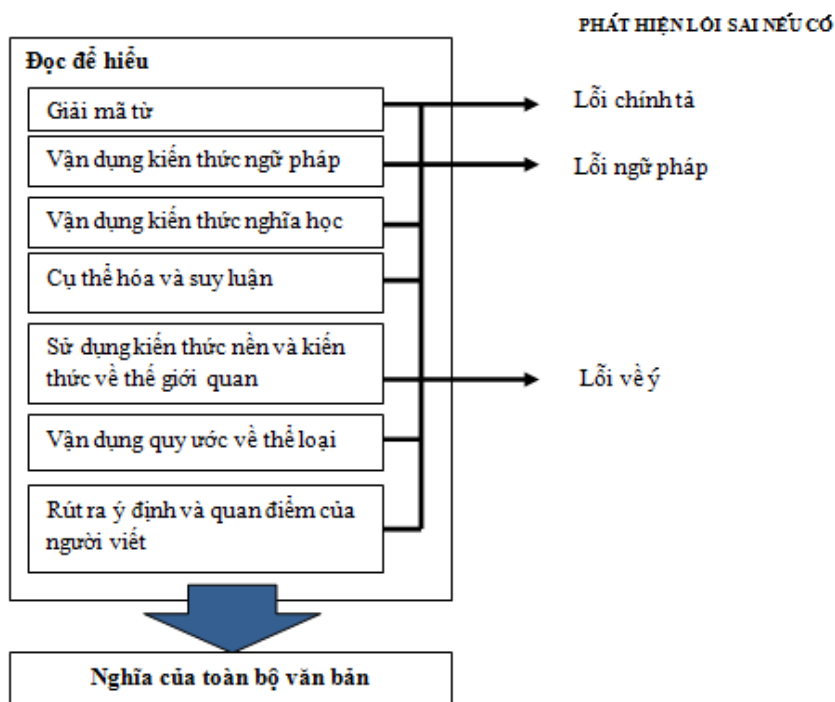 PHÁT HIỆN LỖI SAI NẾU CÓ
Đọc để hiểu
Giải mã từ
Lỗi chính tả
Vận dụng kiến thức ngữ pháp
Lỗi ngữ pháp
Vận dụng kiến thức nghĩa học
Cụ thể hóa và suy luận
Sử dụng kiến thức nền và kiến
thức về thế giới quan
Lỗi về ý
Vận dụng quy ước về thể loại
Rút ra ý định và quan điểm của
người viết
Nghĩa của toàn bộ văn bản